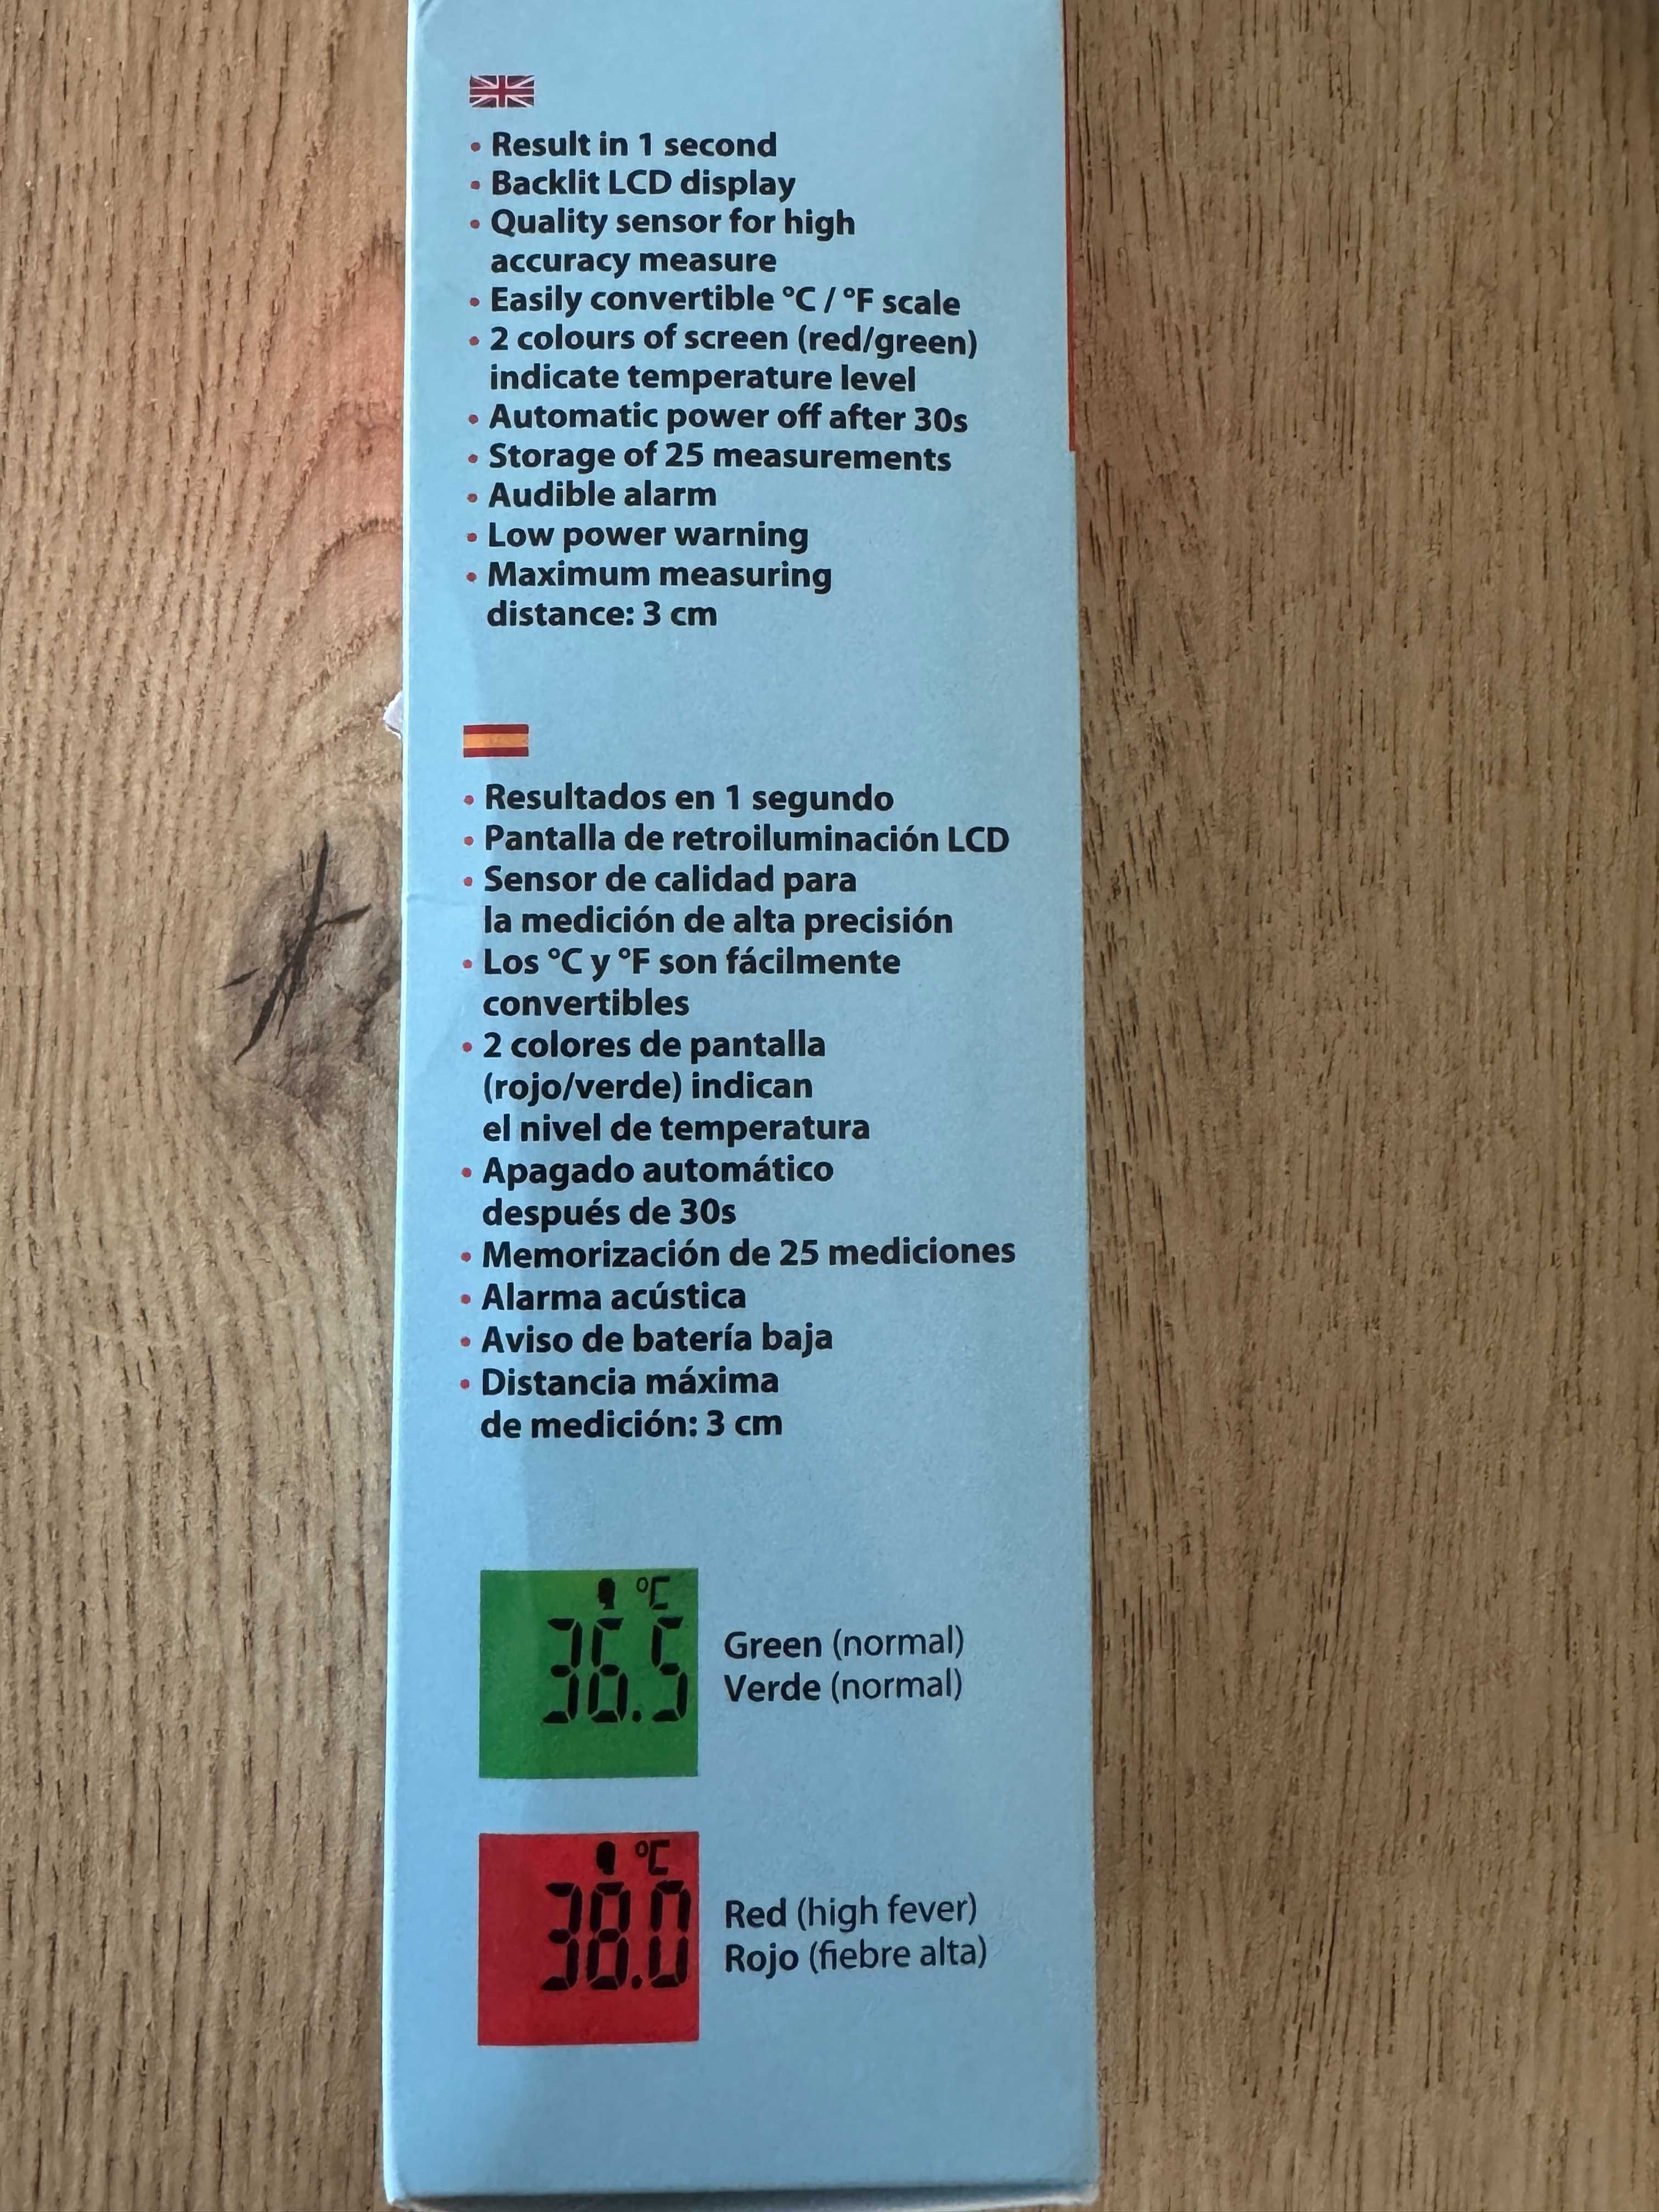 • Result in 1 second
• Backlit LCD display
• Quality sensor for high
accuracy measure
• Easily convertible °C / °F scale
• 2 colours of screen (red/green)
indicate temperature level
• Automatic power off after 30s
• Storage of 25 measurements
• Audible alarm
• Low power warning
• Maximum measuring
distance: 3 cm
• Resultados en 1 segundo
• Pantalla de retroiluminación LCD
• Sensor de calidad para
la medición de alta precisión
• Los °C y °F son fácilmente
convertibles
• 2 colores de pantalla
(rojo/verde) indican
el nivel de temperatura
• Apagado automático
después de 30s
• Memorización de 25 mediciones
• Alarma acústica
• Aviso de batería baja
• Distancia máxima
de medición: 3 cm
°C
36.5
Green (normal)
Verde (normal)
°C
38.0
Red (high fever)
Rojo (fiebre alta)